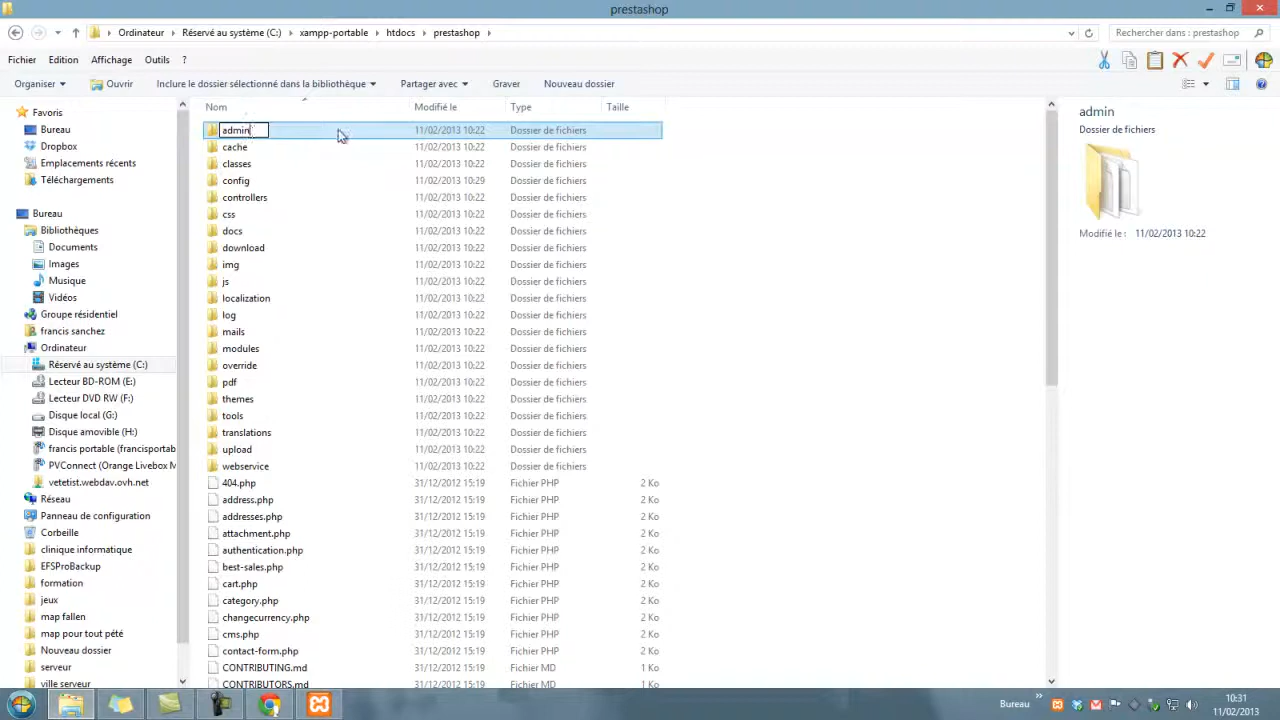 prestashop
Ordinateur Réservé au système (C:) xampp-portable htdocs prestashop
Rechercher dans : prestashop
Fichier Edition Affichage Outils ?
Organiser Ouvrir Inclure le dossier sélectionné dans la bibliothèque Partager avec Graver Nouveau dossier
Favoris
Bureau
Dropbox
Emplacements récents
Téléchargements
Bureau
Bibliothèques
Documents
Images
Musique
Vidéos
Groupe résidentiel
francis sanchez
Ordinateur
Réservé au système (C:)
Lecteur BD-ROM (E:)
Lecteur DVD RW (F:)
Disque local (G:)
Disque amovible (H:)
francis portable (francisportab
PVConnect (Orange Livebox M
vetetist.webdav.ovh.net
Réseau
Panneau de configuration
Corbeille
clinique informatique
EFSProBackup
formation
jeux
map fallen
map pour tout pété
Nouveau dossier
serveur
ville serveur
Nom Modifié le Type Taille
admin 11/02/2013 10:22 Dossier de fichiers
cache 11/02/2013 10:22 Dossier de fichiers
classes 11/02/2013 10:22 Dossier de fichiers
config 11/02/2013 10:29 Dossier de fichiers
controllers 11/02/2013 10:22 Dossier de fichiers
css 11/02/2013 10:22 Dossier de fichiers
docs 11/02/2013 10:22 Dossier de fichiers
download 11/02/2013 10:22 Dossier de fichiers
img 11/02/2013 10:22 Dossier de fichiers
js 11/02/2013 10:22 Dossier de fichiers
localization 11/02/2013 10:22 Dossier de fichiers
log 11/02/2013 10:22 Dossier de fichiers
mails 11/02/2013 10:22 Dossier de fichiers
modules 11/02/2013 10:22 Dossier de fichiers
override 11/02/2013 10:22 Dossier de fichiers
pdf 11/02/2013 10:22 Dossier de fichiers
themes 11/02/2013 10:22 Dossier de fichiers
tools 11/02/2013 10:22 Dossier de fichiers
translations 11/02/2013 10:22 Dossier de fichiers
upload 11/02/2013 10:22 Dossier de fichiers
webservice 11/02/2013 10:22 Dossier de fichiers
404.php 31/12/2012 15:19 Fichier PHP 2 Ko
address.php 31/12/2012 15:19 Fichier PHP 2 Ko
addresses.php 31/12/2012 15:19 Fichier PHP 2 Ko
attachment.php 31/12/2012 15:19 Fichier PHP 2 Ko
authentication.php 31/12/2012 15:19 Fichier PHP 2 Ko
best-sales.php 31/12/2012 15:19 Fichier PHP 2 Ko
cart.php 31/12/2012 15:19 Fichier PHP 2 Ko
category.php 31/12/2012 15:19 Fichier PHP 2 Ko
changecurrency.php 31/12/2012 15:19 Fichier PHP 2 Ko
cms.php 31/12/2012 15:19 Fichier PHP 2 Ko
contact-form.php 31/12/2012 15:19 Fichier PHP 2 Ko
CONTRIBUTING.md 31/12/2012 15:19 Fichier MD 1 Ko
CONTRIBUTORS.md 31/12/2012 15:19 Fichier MD 2 Ko
admin
Dossier de fichiers
Modifié le : 11/02/2013 10:22
Bureau
10:31
11/02/2013